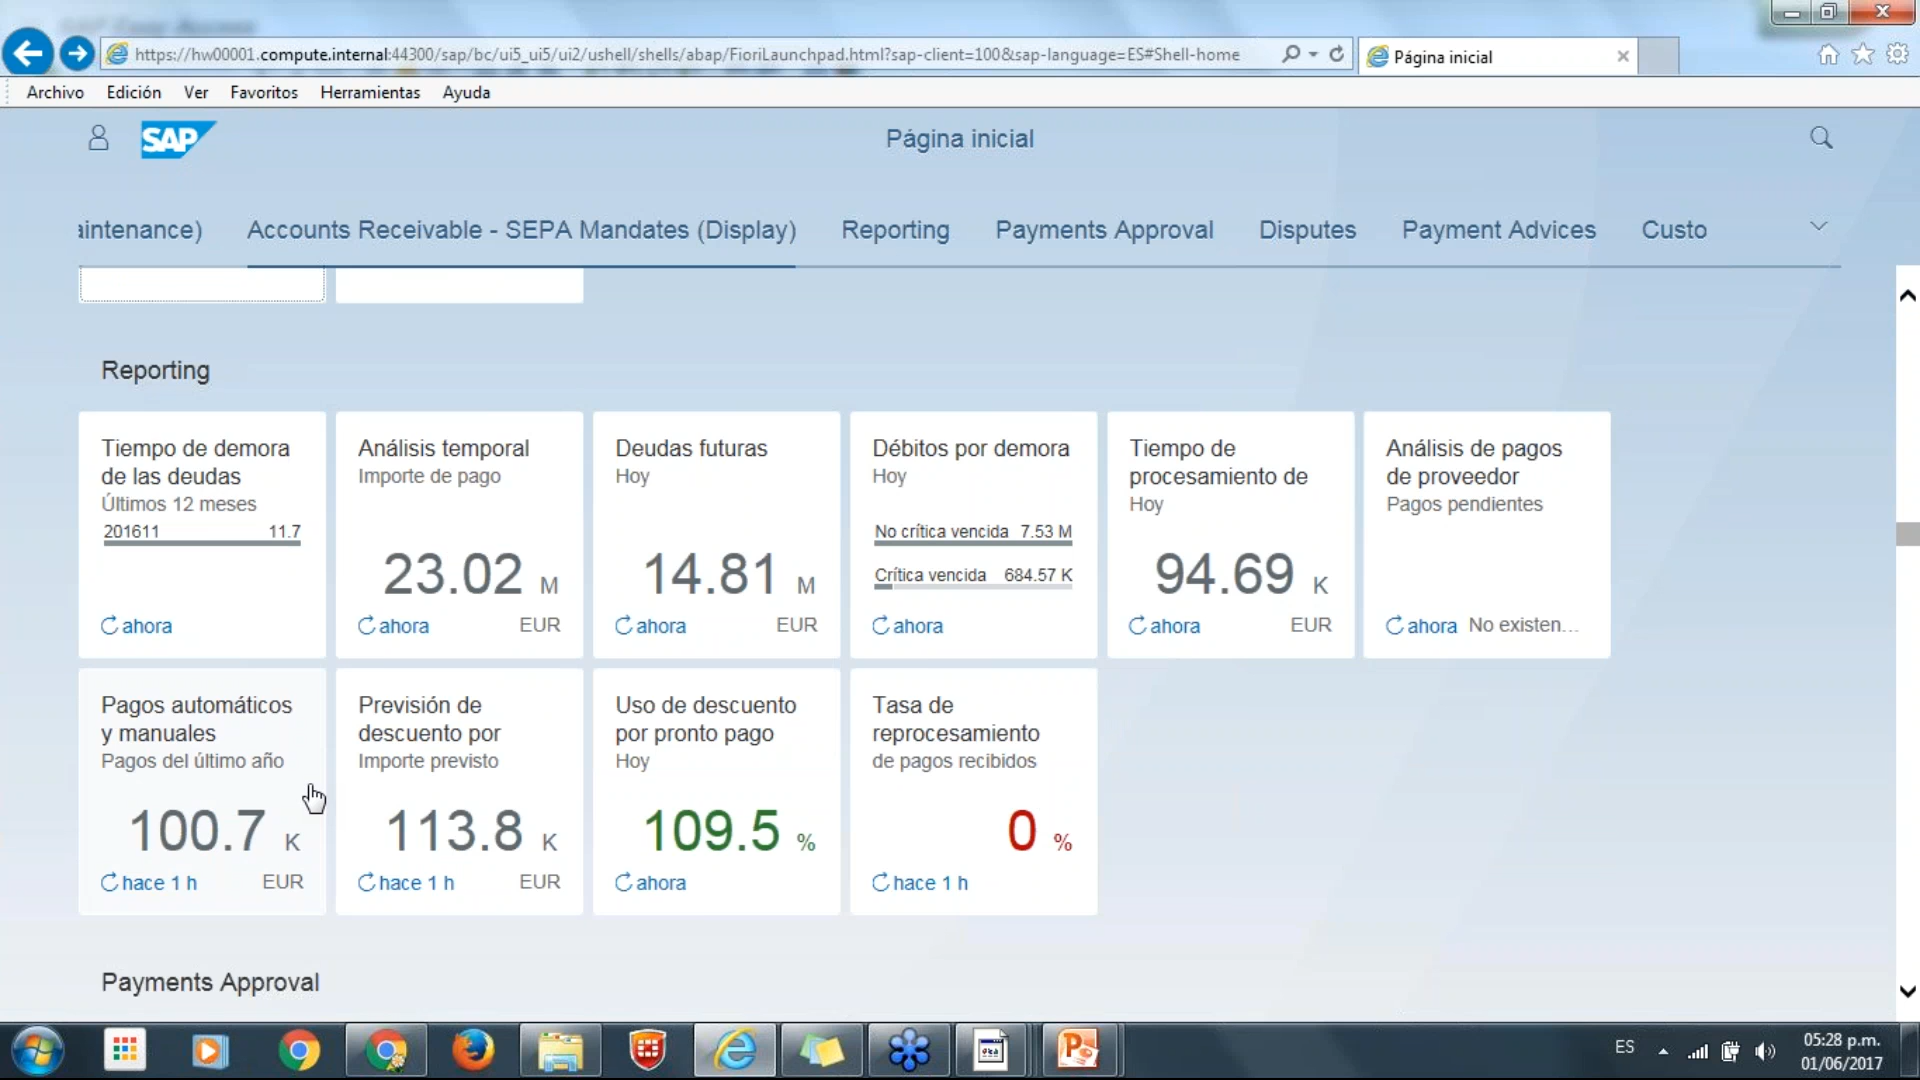 https://hw00001.compute.internal:44300/sap/bc/ui5_ui5/ui2/ushell/shells/abap/FioriLaunchpad.html?sap-client=100&sap-language=ES#Shell-home
Página inicial
Archivo Edición Ver Favoritos Herramientas Ayuda
SAP
Página inicial
aintenance) Accounts Receivable - SEPA Mandates (Display) Reporting Payments Approval Disputes Payment Advices Custo
Reporting
Tiempo de demora
de las deudas
Últimos 12 meses
201611 11.7
ahora
Análisis temporal
Importe de pago
23.02 M
ahora EUR
Deudas futuras
Hoy
14.81 M
ahora EUR
Débitos por demora
Hoy
No crítica vencida 7.53 M
Crítica vencida 684.57 K
ahora
Tiempo de
procesamiento de
Hoy
94.69 K
ahora EUR
Análisis de pagos
de proveedor
Pagos pendientes
ahora No existen...
Pagos automáticos
y manuales
Pagos del último año
100.7 K
hace 1 h EUR
Previsión de
descuento por
Importe previsto
113.8 K
hace 1 h EUR
Uso de descuento
por pronto pago
Hoy
109.5 %
ahora
Tasa de
reprocesamiento
de pagos recibidos
0 %
hace 1 h
Payments Approval
ES
05:28 p.m.
01/06/2017